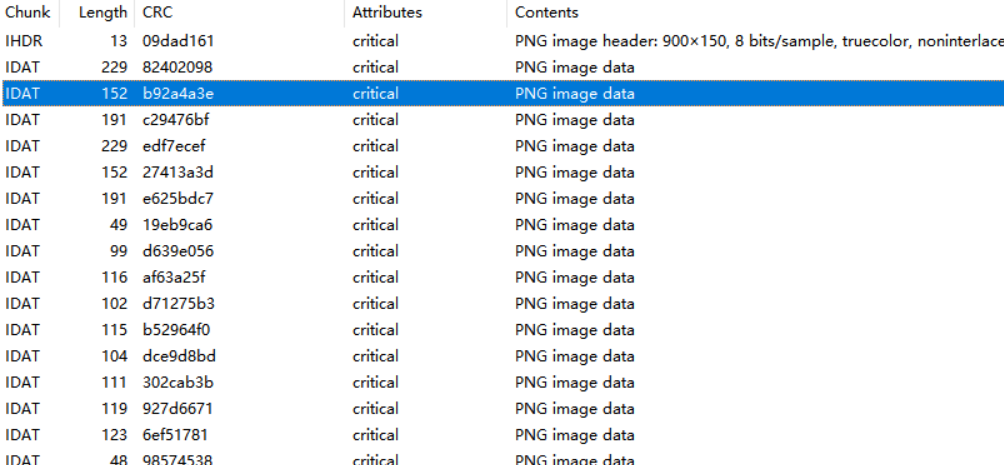 Chunk Length CRC Attributes Contents
IHDR 13 09dad161 critical PNG image header: 900×150, 8 bits/sample, truecolor, noninterlace
IDAT 229 82402098 critical PNG image data
IDAT 152 b92a4a3e critical PNG image data
IDAT 191 c29476bf critical PNG image data
IDAT 229 edf7ecef critical PNG image data
IDAT 152 27413a3d critical PNG image data
IDAT 191 e625bdc7 critical PNG image data
IDAT 49 19eb9ca6 critical PNG image data
IDAT 99 d639e056 critical PNG image data
IDAT 116 af63a25f critical PNG image data
IDAT 102 d71275b3 critical PNG image data
IDAT 115 b52964f0 critical PNG image data
IDAT 104 dce9d8bd critical PNG image data
IDAT 111 302cab3b critical PNG image data
IDAT 119 927d6671 critical PNG image data
IDAT 123 6ef51781 critical PNG image data
IDAT 48 98574538 critical PNG image data